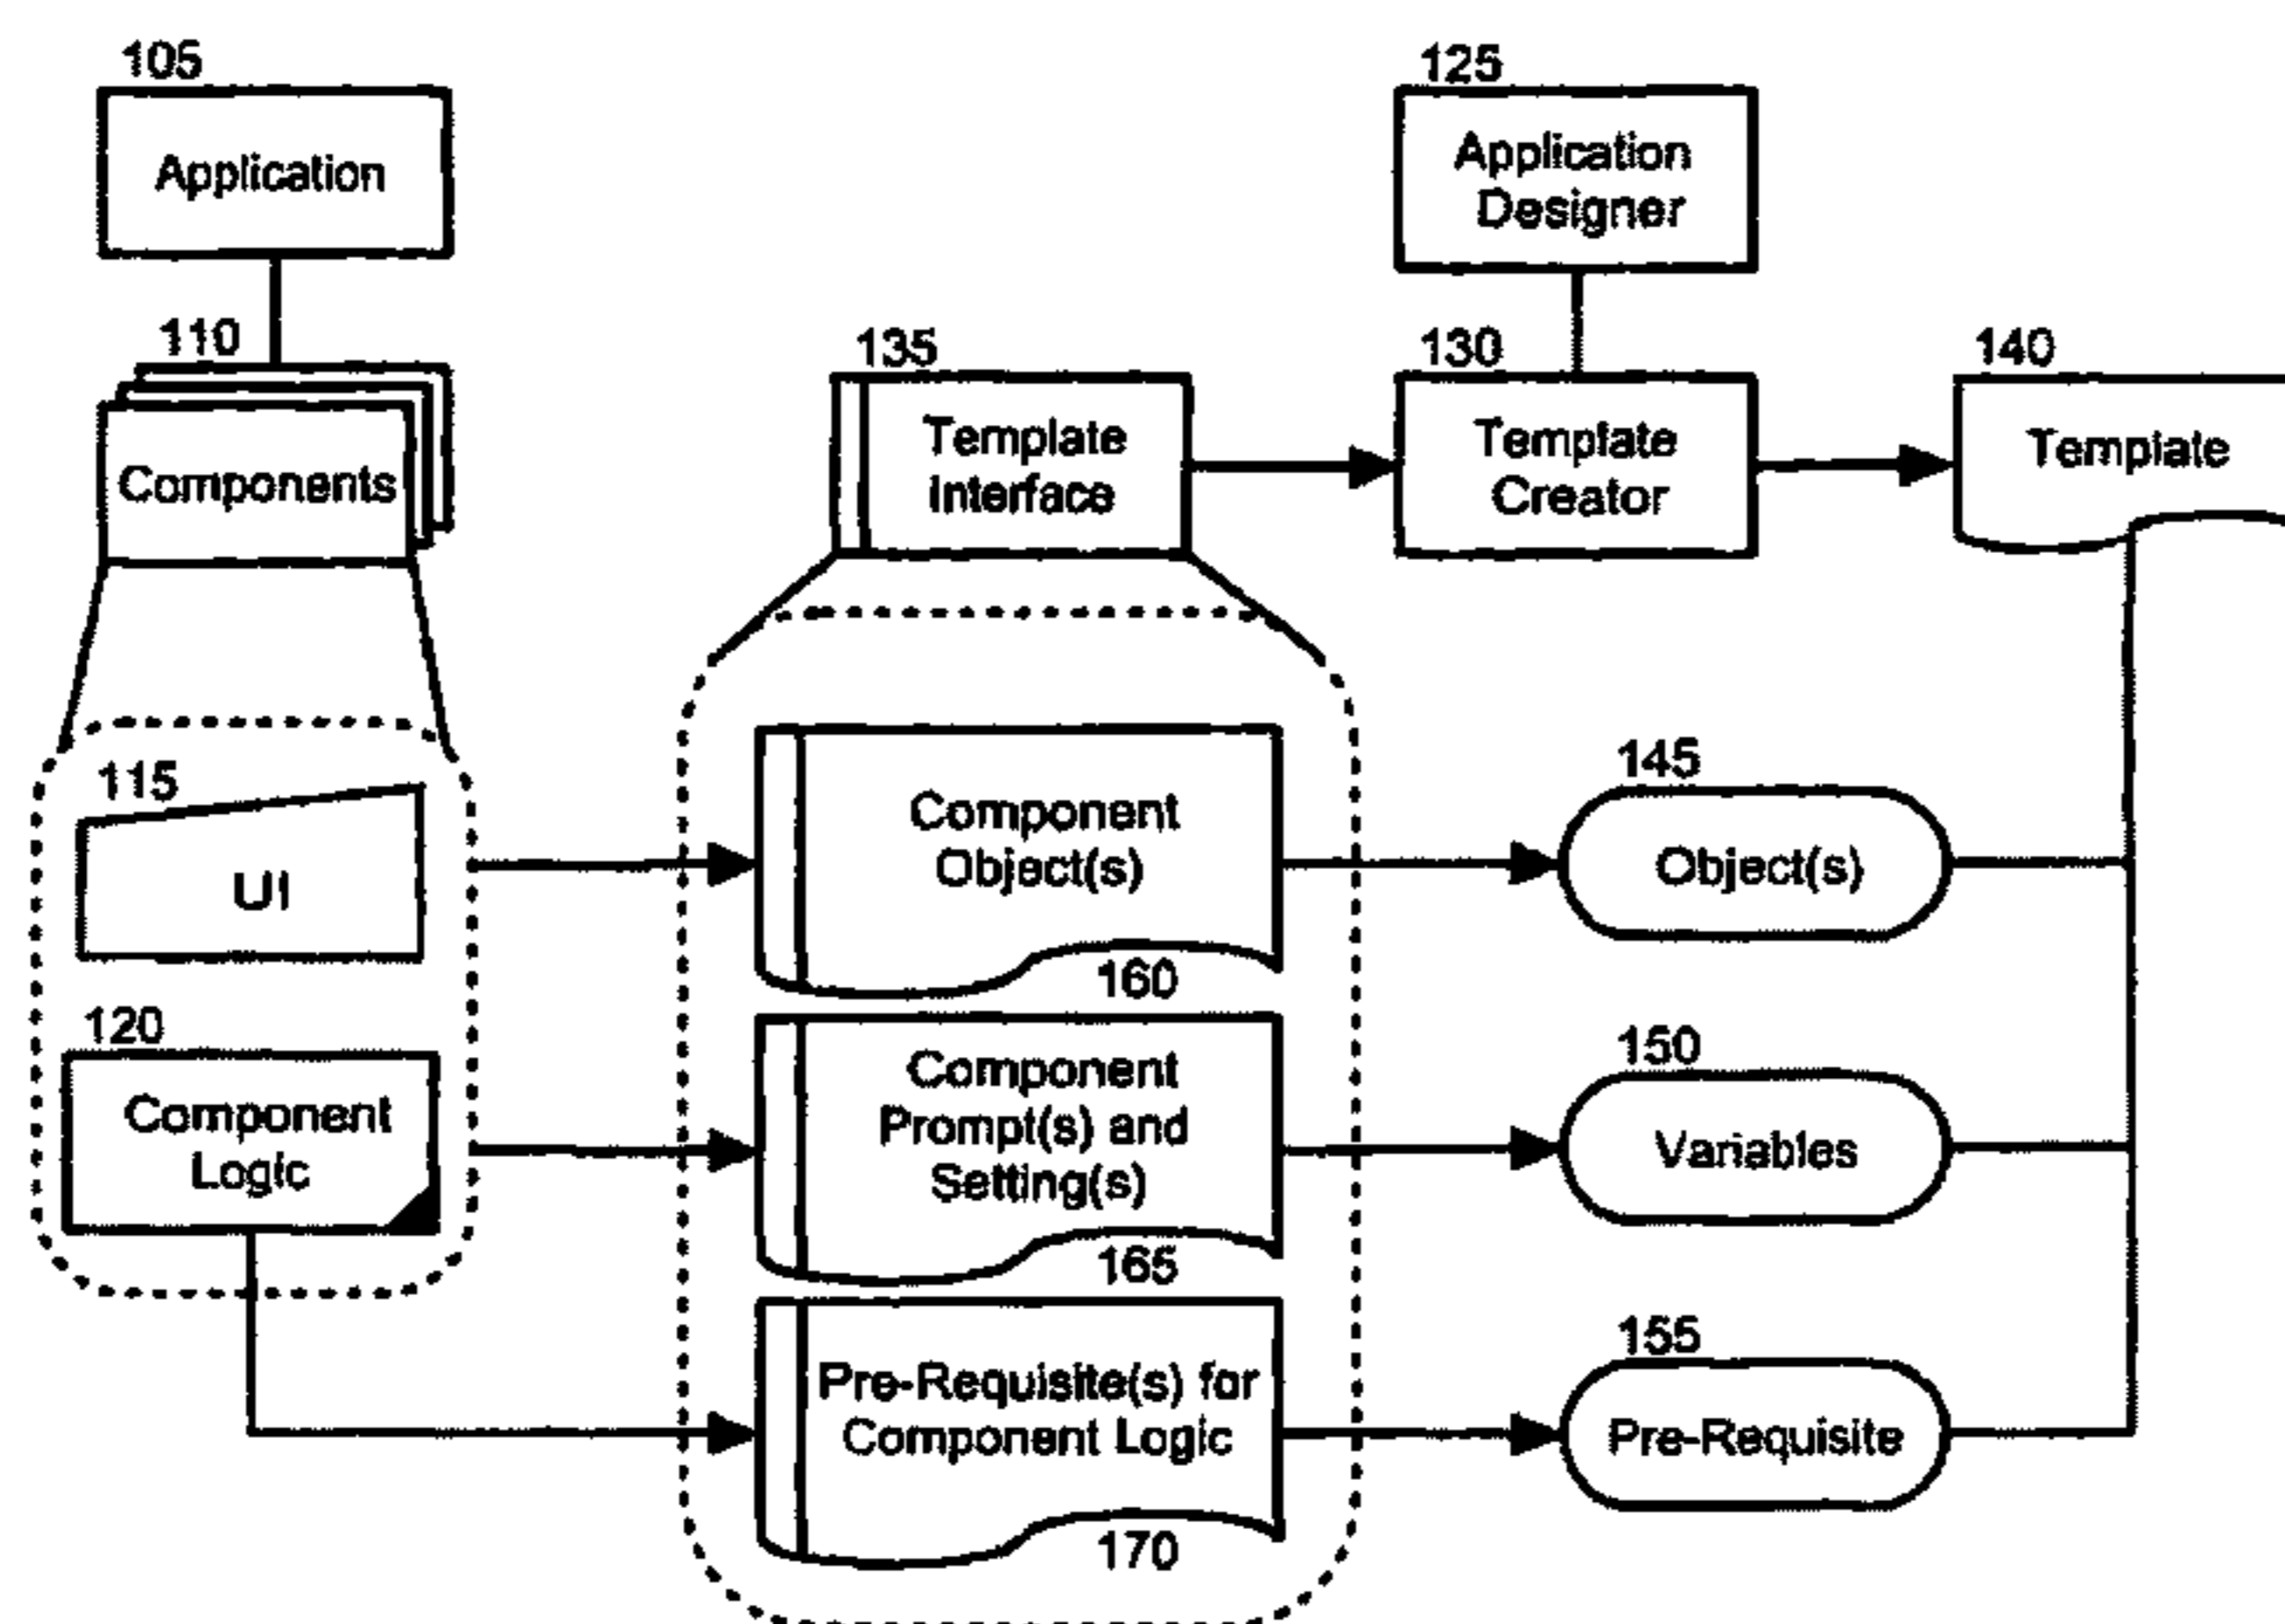 105
Application
110
Components
115
UI
120
Component
Logic
135
Template
Interface
125
Application
Designer
130
Template
Creator
140
Template
Component
Object(s)
160
Component
Prompt(s) and
Setting(s)
165
Pre-Requisite(s) for
Component Logic
170
145
Object(s)
150
Variables
155
Pre-Requisite